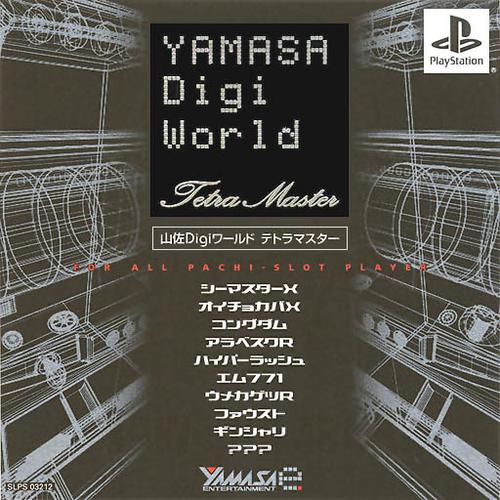 YAMASA
Digi
World
Tetra Master
PlayStation
山佐Digiワールド テトラマスター
FOR ALL PACHI-SLOT PLAYER
シーマスターX
オイチョカバX
コングダム
アラベスクR
ハイパーラッシュ
エム771
ウメカゲツR
ファウスト
ギンシャリ
???
YAMASA
ENTERTAINMENT
SLPS 03212